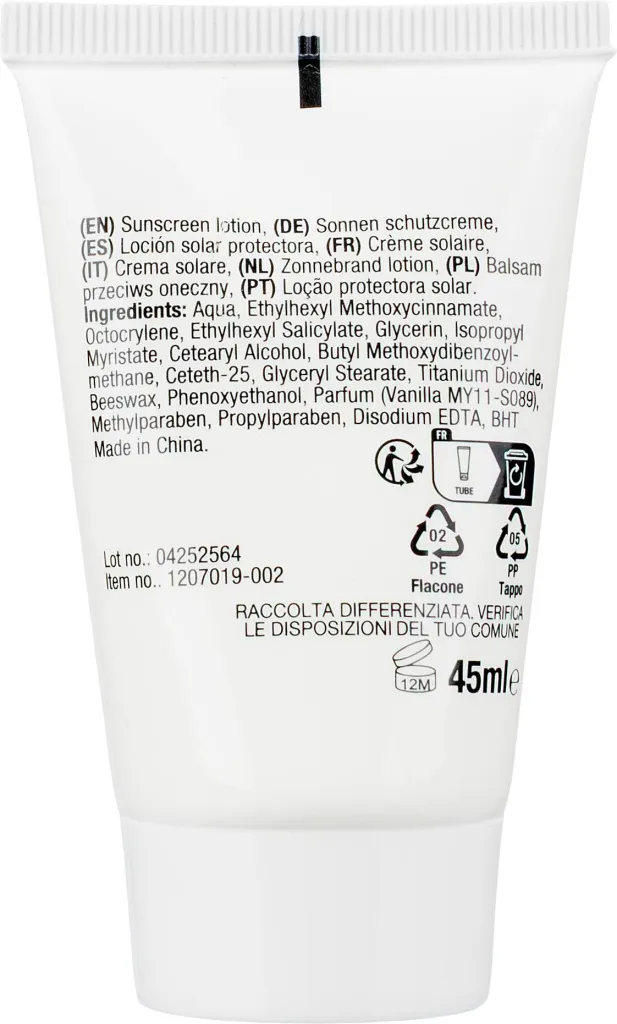 (EN) Sunscreen lotion, (DE) Sonnen schutzcreme,
(ES) Loción solar protectora, (FR) Crème solaire,
(IT) Crema solare, (NL) Zonnebrand lotion, (PL) Balsam
przeciws oneczny, (PT) Loção protectora solar.
Ingredients: Aqua, Ethylhexyl Methoxycinnamate,
Octocrylene, Ethylhexyl Salicylate, Glycerin, Isopropyl
Myristate, Cetearyl Alcohol, Butyl Methoxydibenzoyl-
methane, Ceteth-25, Glyceryl Stearate, Titanium Dioxide,
Beeswax, Phenoxyethanol, Parfum (Vanilla MY11-S089),
Methylparaben, Propylparaben, Disodium EDTA, BHT
Made in China.
FR
TUBE
02
PE
Flacone
05
PP
Tappo
Lot no.: 04252564
Item no.. 1207019-002
RACCOLTA DIFFERENZIATA. VERIFICA
LE DISPOSIZIONI DEL TUO COMUNE
12M
45ml e